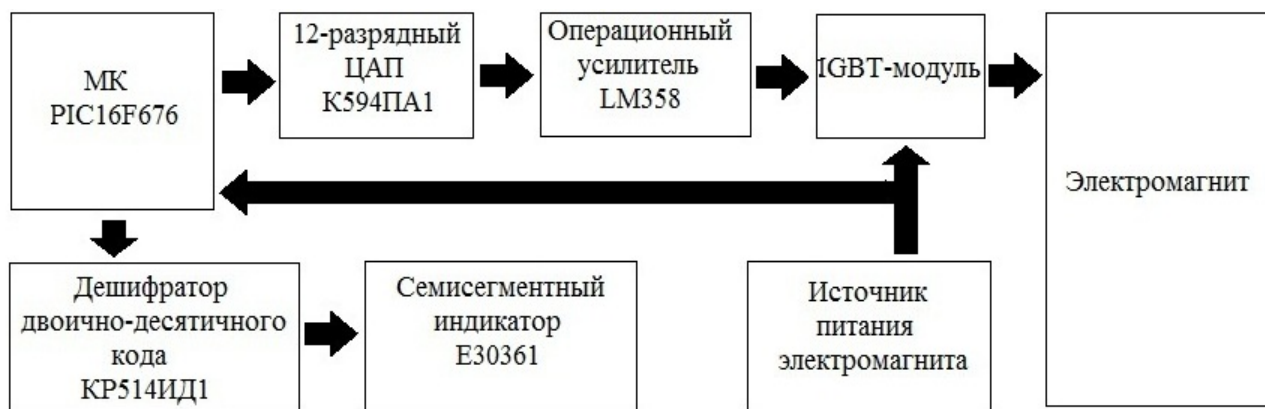 МК
PIC16F676
12-разрядный
ЦАП
К594ПА1
Операционный
усилитель
LM358
IGBT-модуль
Электромагнит
Дешифратор
двоично-десятичного
кода
КР514ИД1
Семисегментный
индикатор
E30361
Источник
питания
электромагнита